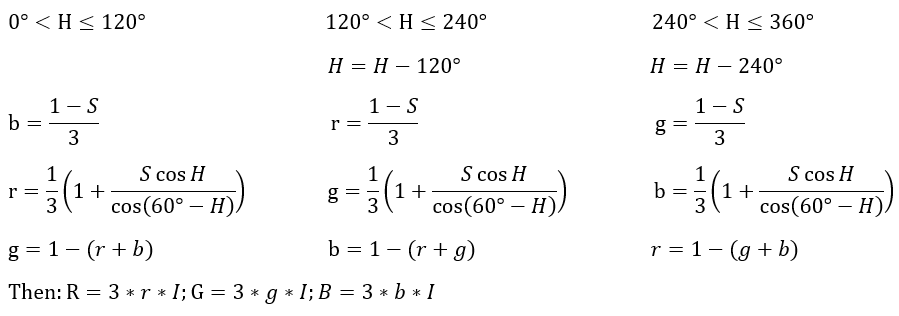 0° < H ≤ 120°    120° < H ≤ 240°    240° < H ≤ 360°
H = H − 120°    H = H − 240°
b = (1 − S)/3    r = (1 − S)/3    g = (1 − S)/3
r = 1/3 (1 + (S cos H)/(cos(60° − H)))    g = 1/3 (1 + (S cos H)/(cos(60° − H)))    b = 1/3 (1 + (S cos H)/(cos(60° − H)))
g = 1 − (r + b)    b = 1 − (r + g)    r = 1 − (g + b)
Then: R = 3 ∗ r ∗ I; G = 3 ∗ g ∗ I; B = 3 ∗ b ∗ I